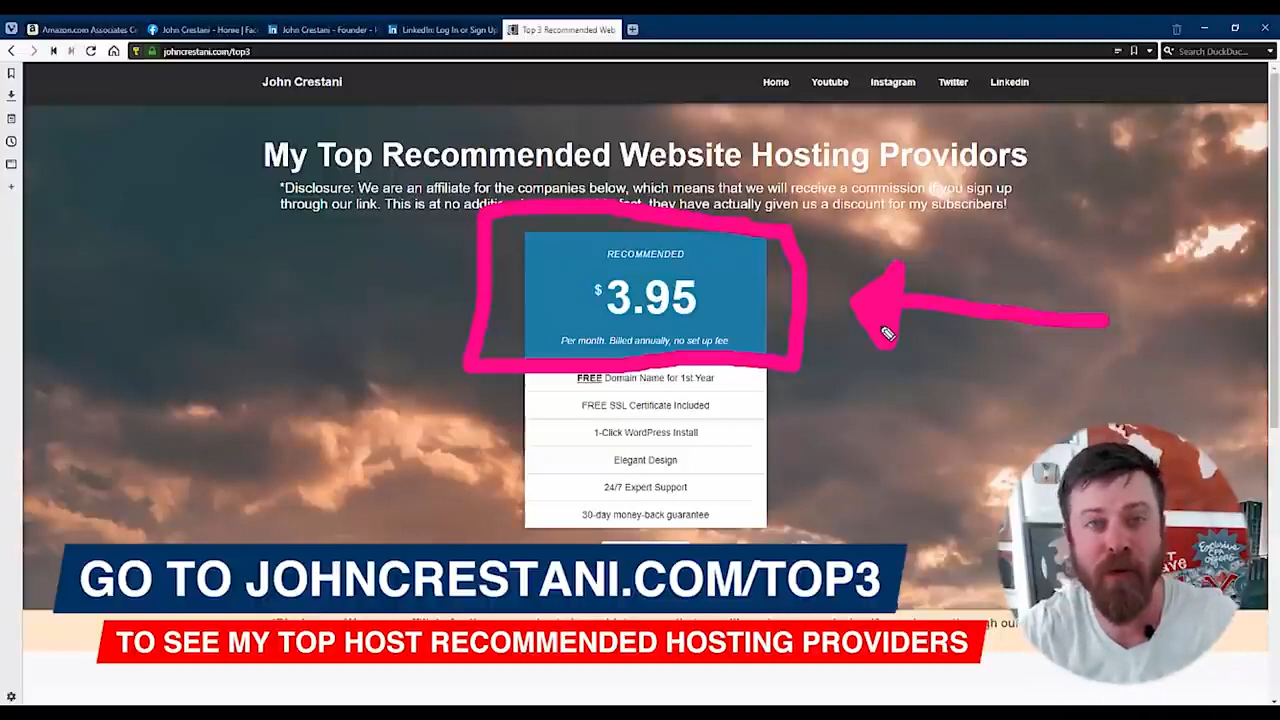 Amazon.com Associates C
John Crestani - Home | Fac
John Crestani - Founder -
LinkedIn: Log In or Sign Up
Top 3 Recommended Web
johncrestani.com/top3
Search DuckDuc...
John Crestani
Home
Youtube
Instagram
Twitter
Linkedin
My Top Recommended Website Hosting Providors
*Disclosure: We are an affiliate for the companies below, which means that we will receive a commission if you sign up
through our link. This is at no fact, they have actually given us a discount for my subscribers!
RECOMMENDED
$3.95
Per month. Billed annually, no set up fee
FREE Domain Name for 1st Year
FREE SSL Certificate Included
1-Click WordPress Install
Elegant Design
24/7 Expert Support
30-day money-back guarantee
GO TO JOHNCRESTANI.COM/TOP3
TO SEE MY TOP HOST RECOMMENDED HOSTING PROVIDERS
Exclusive